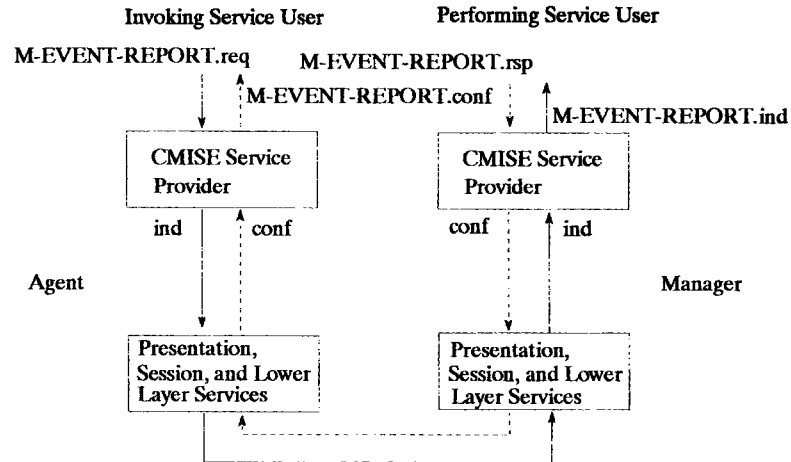 Invoking Service User
Performing Service User
M-EVENT-REPORT.req
M-EVENT-REPORT.rsp
M-EVENT-REPORT.conf
M-EVENT-REPORT.ind
CMISE Service
Provider
CMISE Service
Provider
ind
conf
conf
ind
Agent
Manager
Presentation,
Session, and Lower
Layer Services
Presentation,
Session, and Lower
Layer Services